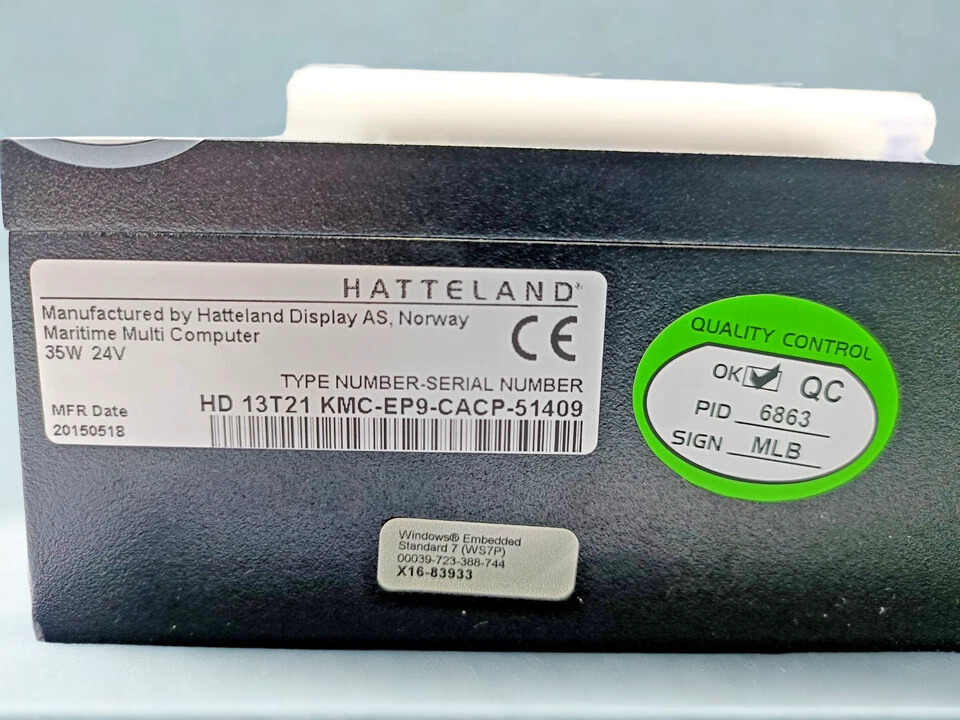 HATTELAND®
Manufactured by Hatteland Display AS, Norway
Maritime Multi Computer
35W 24V
CE
TYPE NUMBER-SERIAL NUMBER
HD 13T21 KMC-EP9-CACP-51409
MFR Date
20150518
QUALITY CONTROL
OK QC
PID 6863
SIGN MLB
Windows® Embedded
Standard 7 (WS7P)
00039-723-388-744
X16-83933